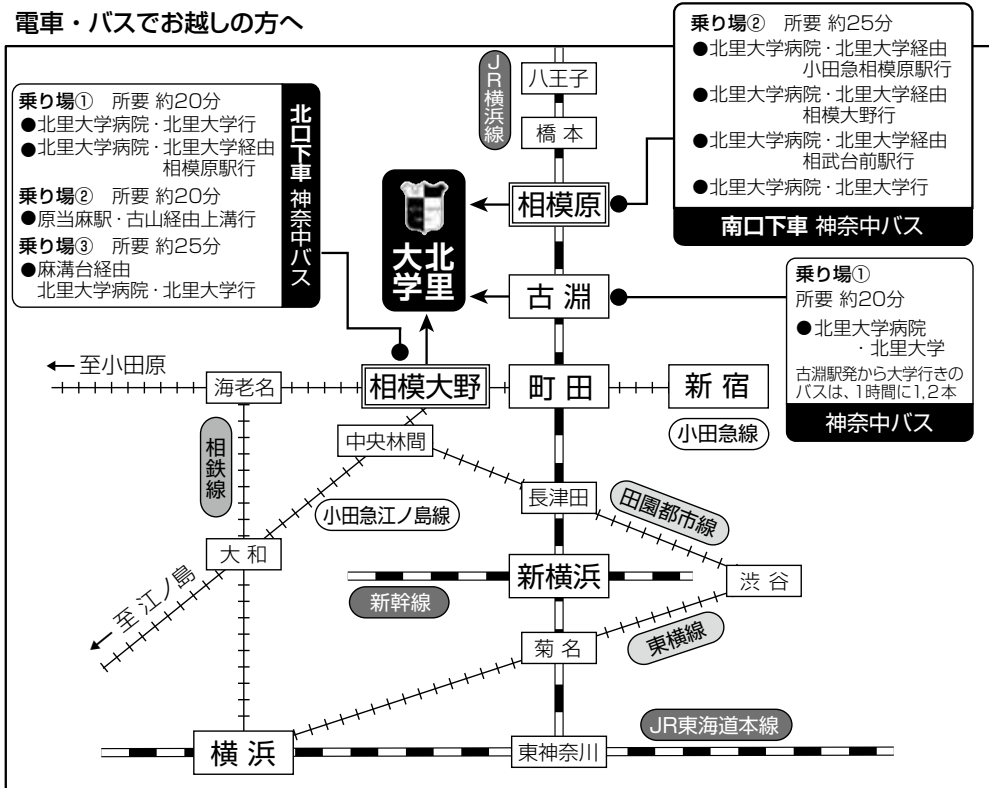 電車・バスでお越しの方へ
乗り場① 所要 約20分
●北里大学病院・北里大学行
●北里大学病院・北里大学経由
相模原駅行
乗り場② 所要 約20分
●原当麻駅・古山経由上溝行
乗り場③ 所要 約25分
●麻溝台経由
北里大学病院・北里大学行
北口下車 神奈中バス
乗り場② 所要 約25分
●北里大学病院・北里大学経由
小田急相模原駅行
●北里大学病院・北里大学経由
相模大野行
●北里大学病院・北里大学経由
相武台前駅行
●北里大学病院・北里大学行
南口下車 神奈中バス
乗り場①
所要 約20分
●北里大学病院
・北里大学
古淵駅発から大学行きの
バスは、1時間に1,2本
神奈中バス
JR横浜線
八王子
橋本
相模原
北里
大学
古淵
←至小田原
海老名
相模大野
町田
新宿
小田急線
中央林間
相鉄線
小田急江ノ島線
長津田
田園都市線
大和
新横浜
新幹線
渋谷
←至江ノ島
菊名
東横線
横浜
東神奈川
JR東海道本線